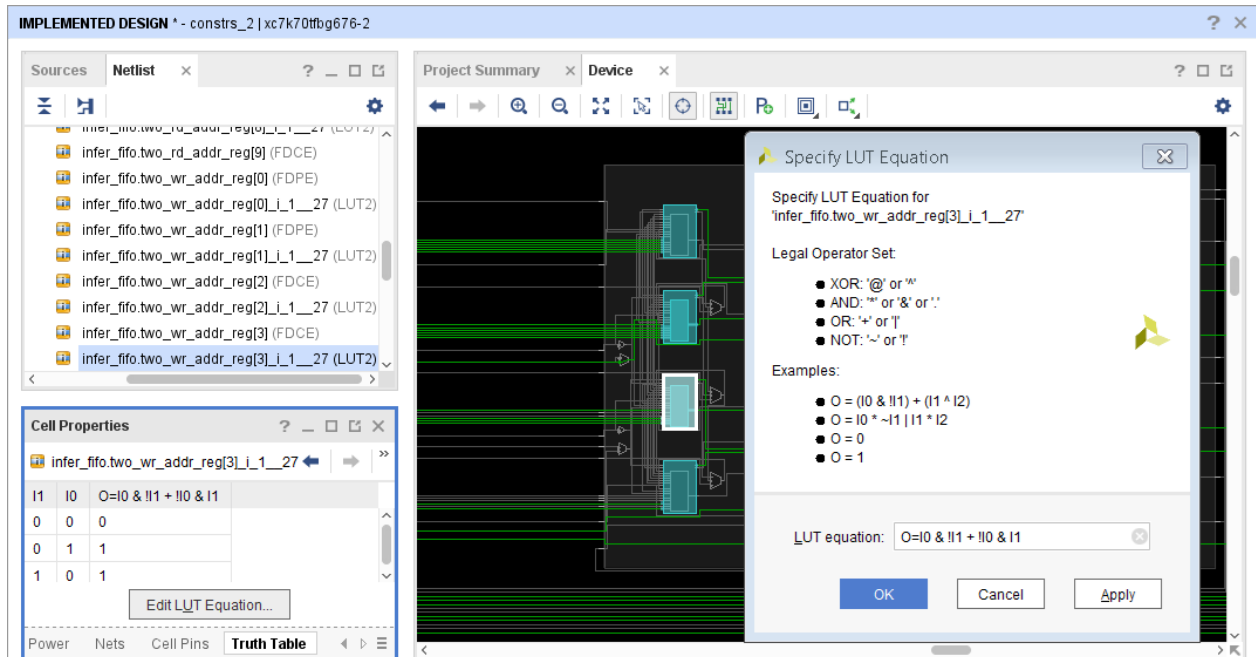 IMPLEMENTED DESIGN * - constrs_2 | xc7k70tfbg676-2
Sources Netlist
infer_fifo.two_rd_addr_reg[8]_i_1__27 (LUT2)
infer_fifo.two_rd_addr_reg[9] (FDCE)
infer_fifo.two_wr_addr_reg[0] (FDPE)
infer_fifo.two_wr_addr_reg[0]_i_1__27 (LUT2)
infer_fifo.two_wr_addr_reg[1] (FDPE)
infer_fifo.two_wr_addr_reg[1]_i_1__27 (LUT2)
infer_fifo.two_wr_addr_reg[2] (FDCE)
infer_fifo.two_wr_addr_reg[2]_i_1__27 (LUT2)
infer_fifo.two_wr_addr_reg[3] (FDCE)
infer_fifo.two_wr_addr_reg[3]_i_1__27 (LUT2)
Cell Properties
infer_fifo.two_wr_addr_reg[3]_i_1__27
I1 I0 O=I0 & !I1 + !I0 & I1
0 0 0
0 1 1
1 0 1
Edit LUT Equation...
Power Nets Cell Pins Truth Table
Project Summary Device
Specify LUT Equation
Specify LUT Equation for
'infer_fifo.two_wr_addr_reg[3]_i_1__27'
Legal Operator Set:
XOR: '@' or '^'
AND: '*' or '&' or '.'
OR: '+' or '|'
NOT: '~' or '!'
Examples:
O = (I0 & !I1) + (I1 ^ I2)
O = I0 * ~I1 | I1 * I2
O = 0
O = 1
LUT equation: O=I0 & !I1 + !I0 & I1
OK Cancel Apply